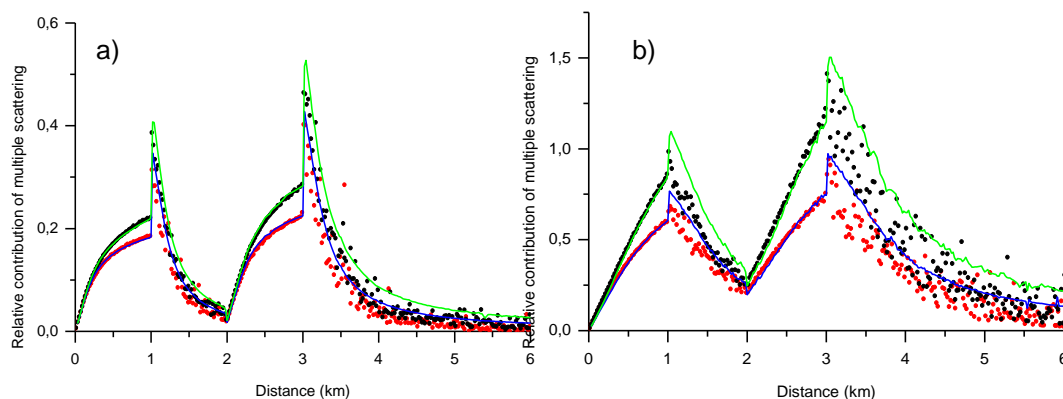 a)
Relative contribution of multiple scattering
0,6
0,4
0,2
0,0
0 1 2 3 4 5 6
Distance (km)
b)
Relative contribution of multiple scattering
1,5
1,0
0,5
0,0
0 1 2 3 4 5 6
Distance (km)